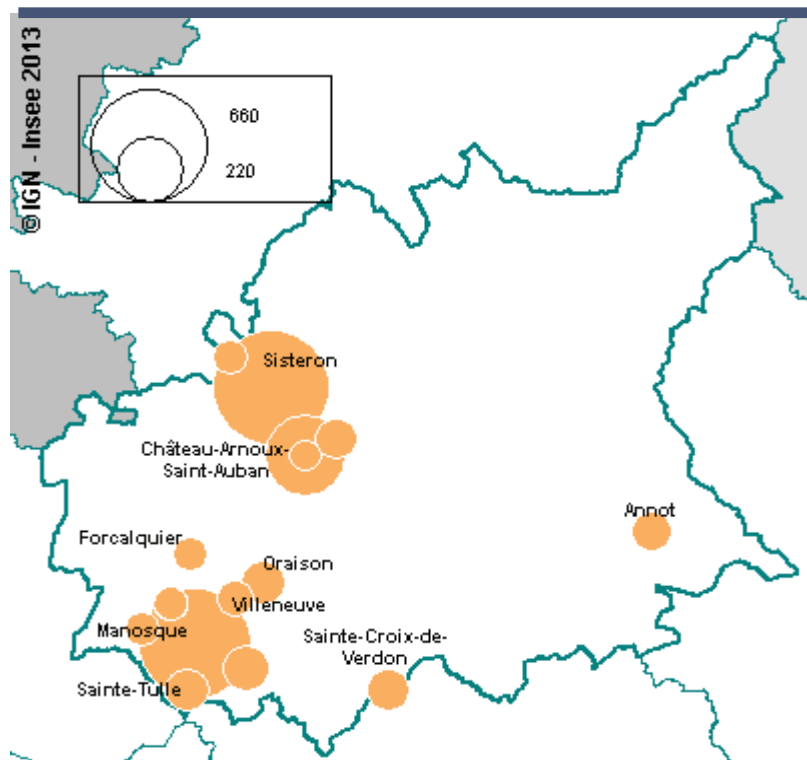 © IGN - Insee 2013
660
220
Sisteron
Château-Arnoux-
Saint-Auban
Annot
Forcalquier
Oraison
Villeneuve
Manosque
Sainte-Croix-de-
Verdon
Sainte-Tulle